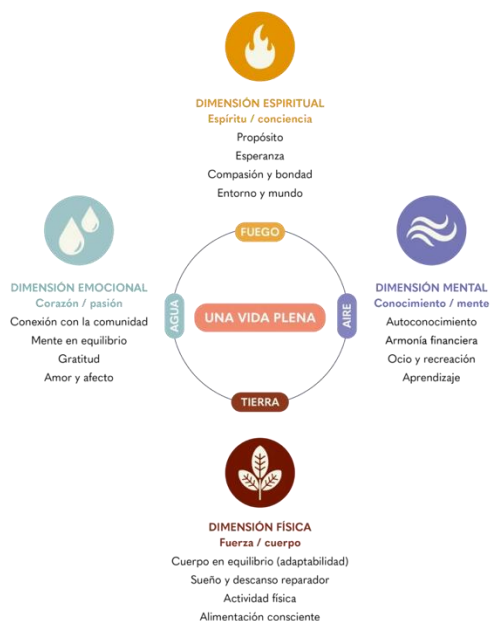 DIMENSIÓN ESPIRITUAL
Espíritu / conciencia
Propósito
Esperanza
Compasión y bondad
Entorno y mundo
FUEGO
DIMENSIÓN EMOCIONAL
Corazón / pasión
Conexión con la comunidad
Mente en equilibrio
Gratitud
Amor y afecto
AGUA
UNA VIDA PLENA
AIRE
DIMENSIÓN MENTAL
Conocimiento / mente
Autoconocimiento
Armonía financiera
Ocio y recreación
Aprendizaje
TIERRA
DIMENSIÓN FÍSICA
Fuerza / cuerpo
Cuerpo en equilibrio (adaptabilidad)
Sueño y descanso reparador
Actividad física
Alimentación consciente